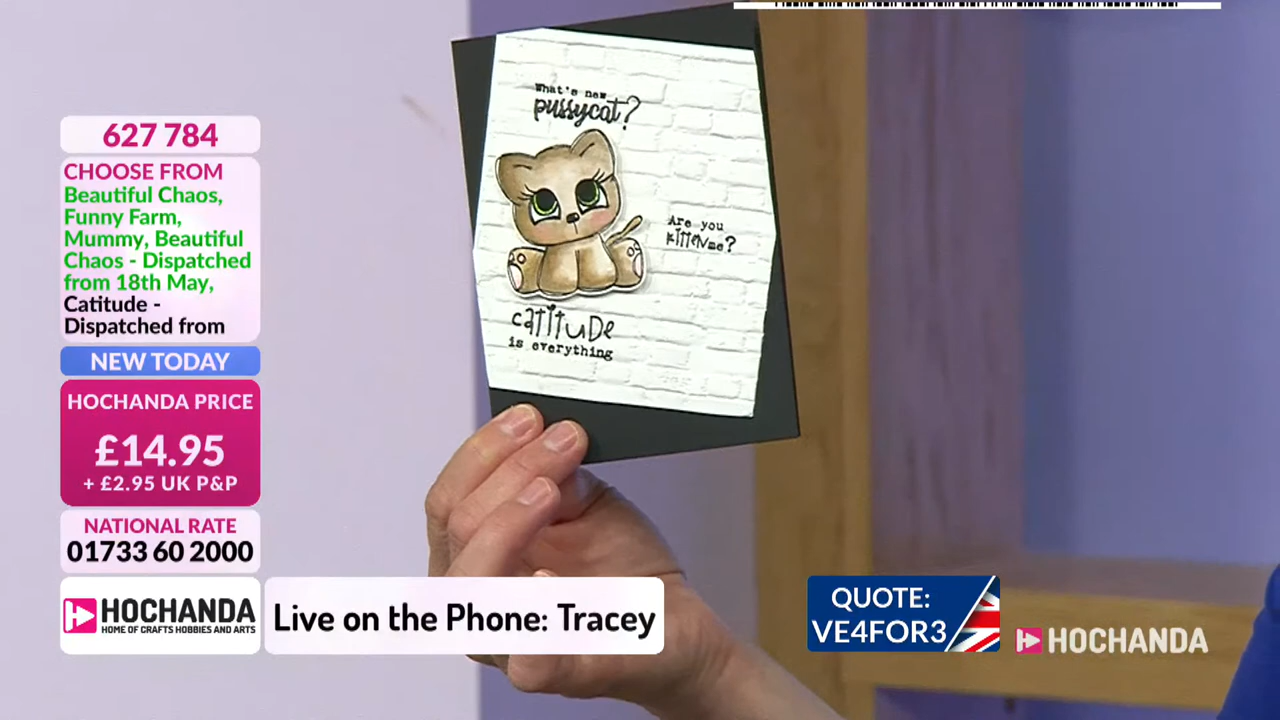 What's new
pussycat?
Are you
kitten me?
catitude
is everything
627 784
CHOOSE FROM
Beautiful Chaos,
Funny Farm,
Mummy, Beautiful
Chaos - Dispatched
from 18th May,
Catitude -
Dispatched from
NEW TODAY
HOCHANDA PRICE
£14.95
+ £2.95 UK P&P
NATIONAL RATE
01733 60 2000
HOCHANDA
HOME OF CRAFTS HOBBIES AND ARTS
Live on the Phone: Tracey
QUOTE:
VE4FOR3
HOCHANDA